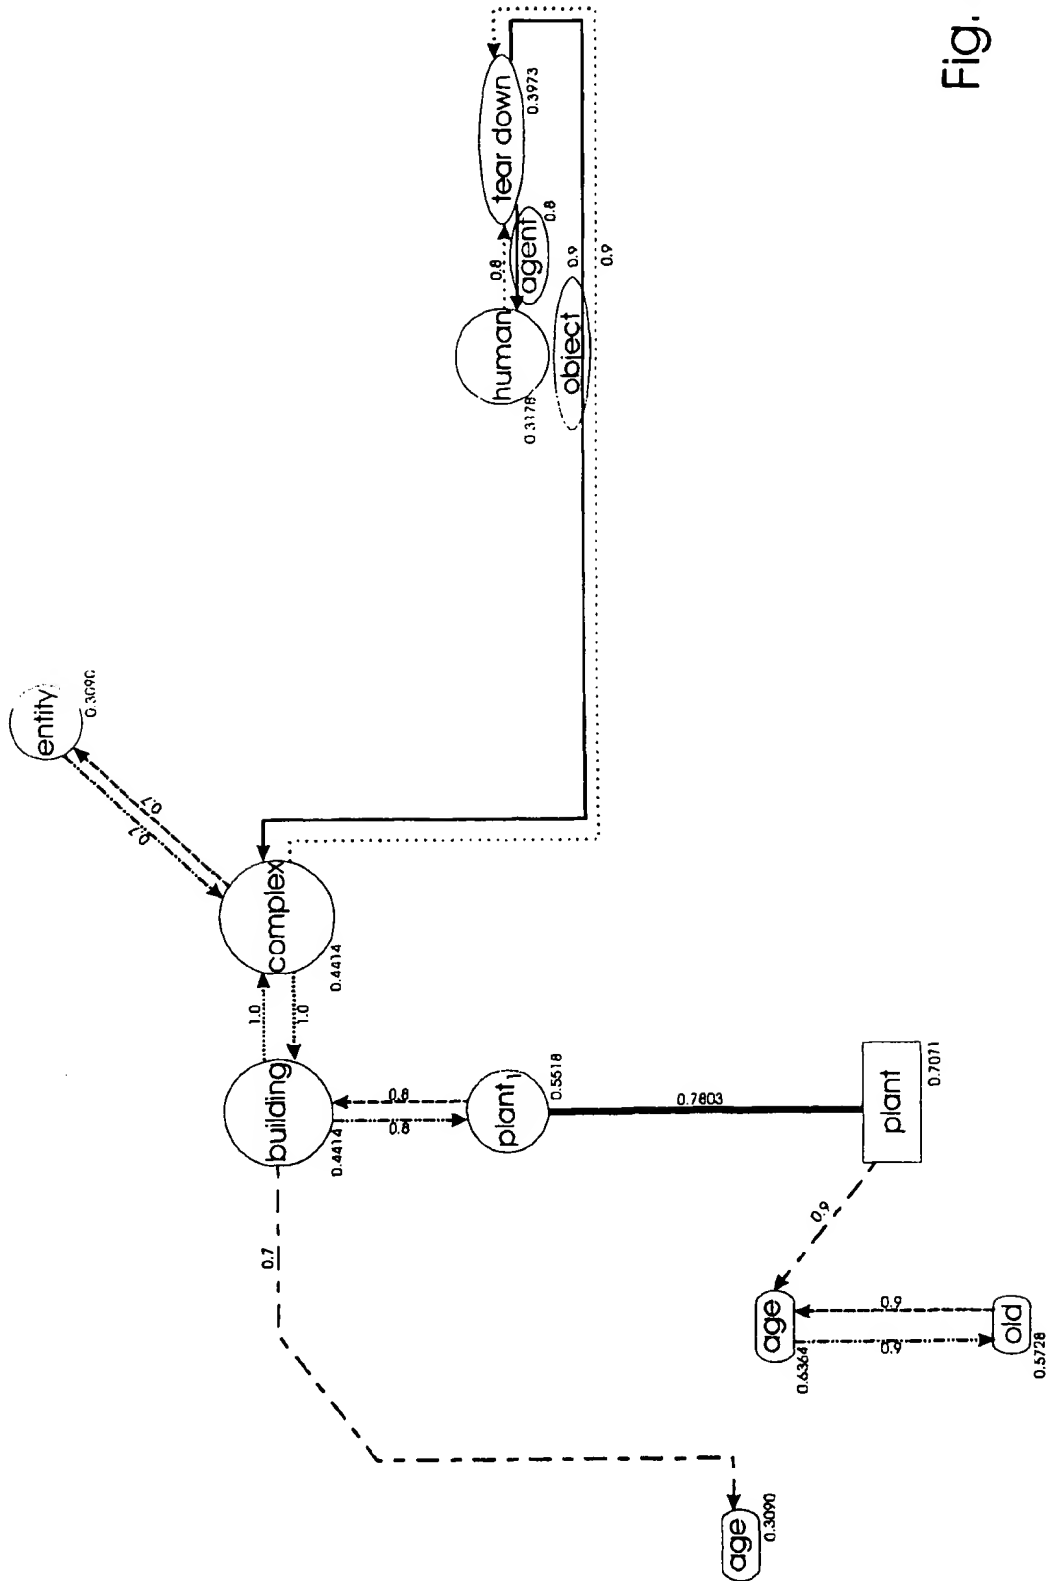 entity
0.3090
0.7
0.7
complex
0.4414
1.0
1.0
building
0.4414
0.8
0.8
plant₁
0.5518
0.7803
plant
0.7071
0.9
age
0.6364
0.9
0.9
old
0.5728
0.7
age
0.3090
human
0.3178
0.8
agent
0.8
tear down
0.3973
object
0.9
0.9
Fig.